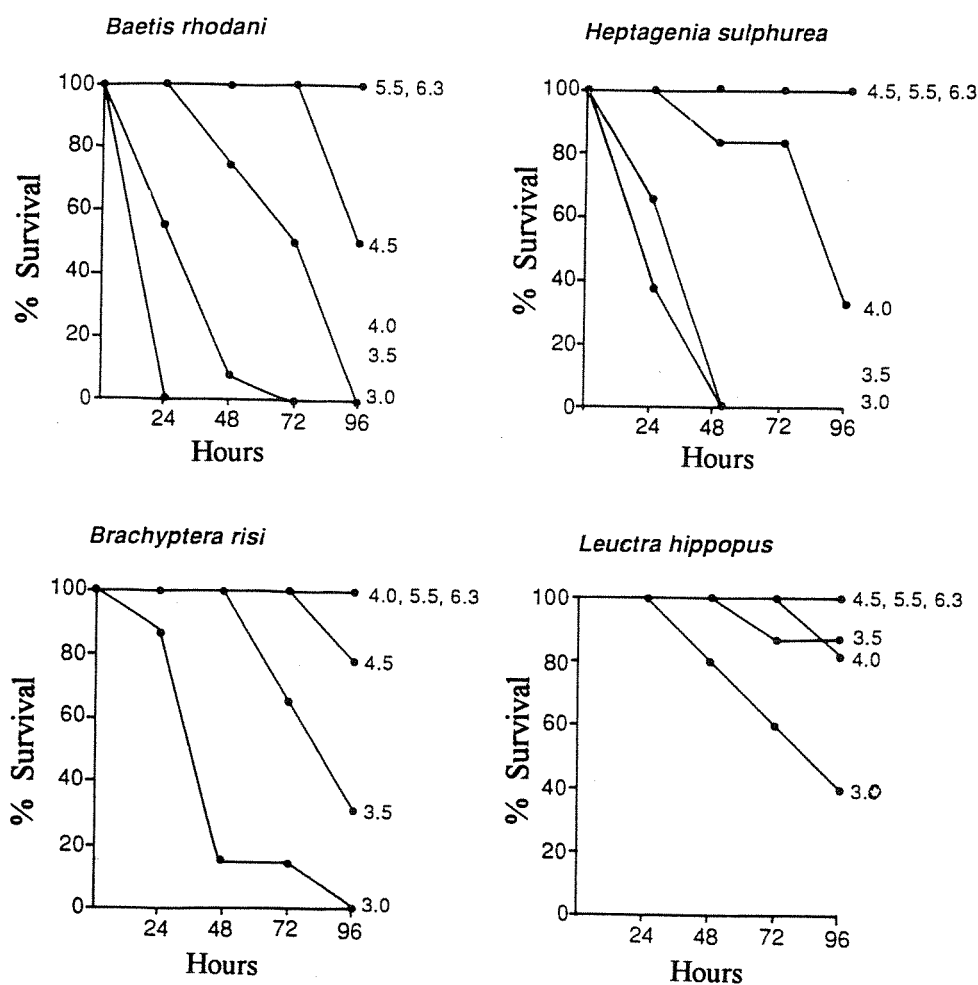 Baetis rhodani
100
80
60
40
20
0
% Survival
24 48 72 96
Hours
5.5, 6.3
4.5
4.0
3.5
3.0
Heptagenia sulphurea
100
80
60
40
20
0
% Survival
24 48 72 96
Hours
4.5, 5.5, 6.3
4.0
3.5
3.0
Brachyptera risi
100
80
60
40
20
0
% Survival
24 48 72 96
Hours
4.0, 5.5, 6.3
4.5
3.5
3.0
Leuctra hippopus
100
80
60
40
20
0
% Survival
24 48 72 96
Hours
4.5, 5.5, 6.3
3.5
4.0
3.0